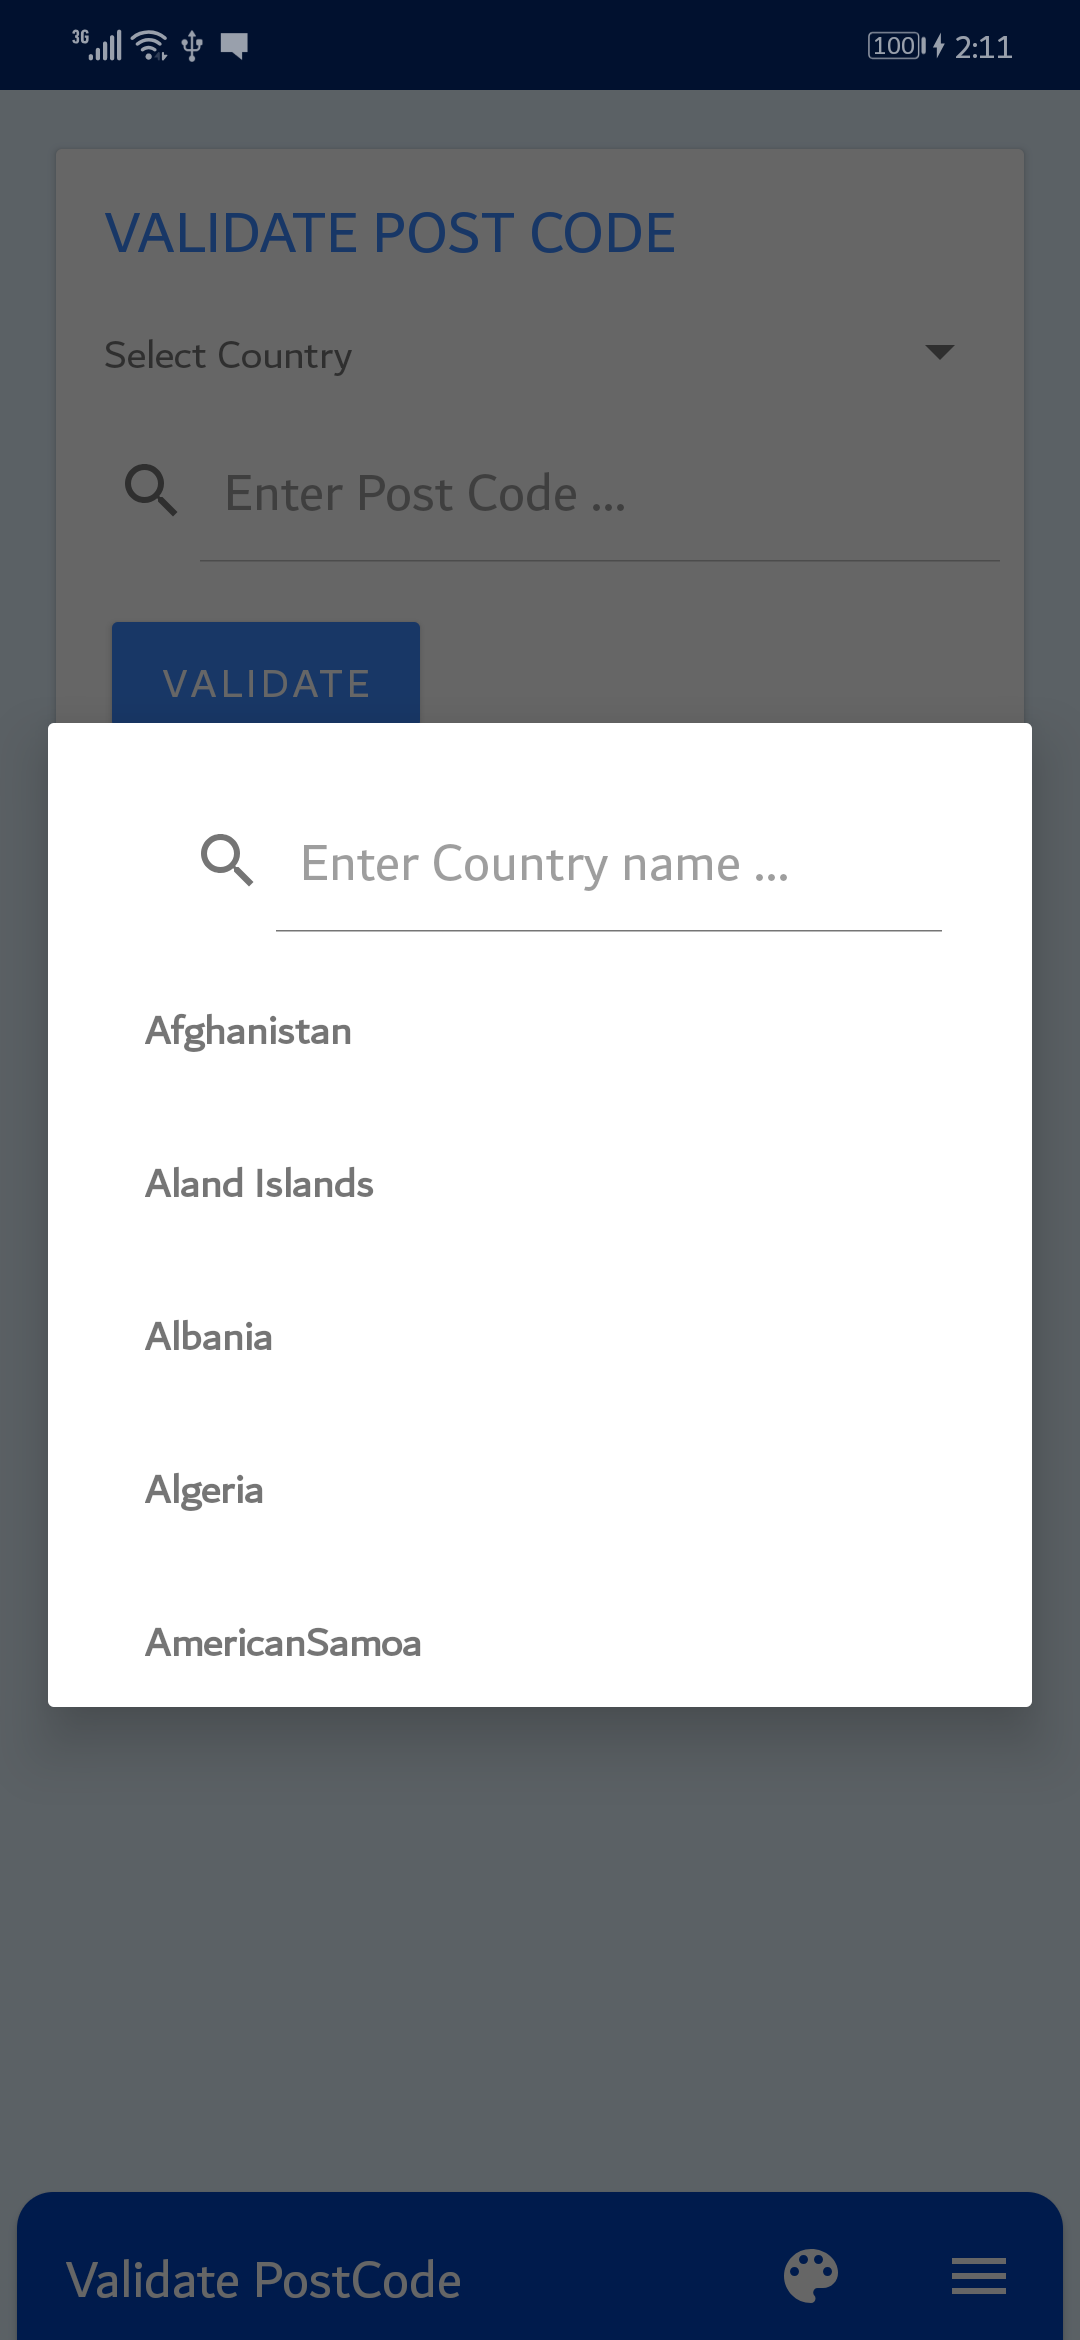 3G 100 2:11
VALIDATE POST CODE
Select Country
Enter Post Code ...
VALIDATE
Enter Country name ...
Afghanistan
Aland Islands
Albania
Algeria
AmericanSamoa
Validate PostCode